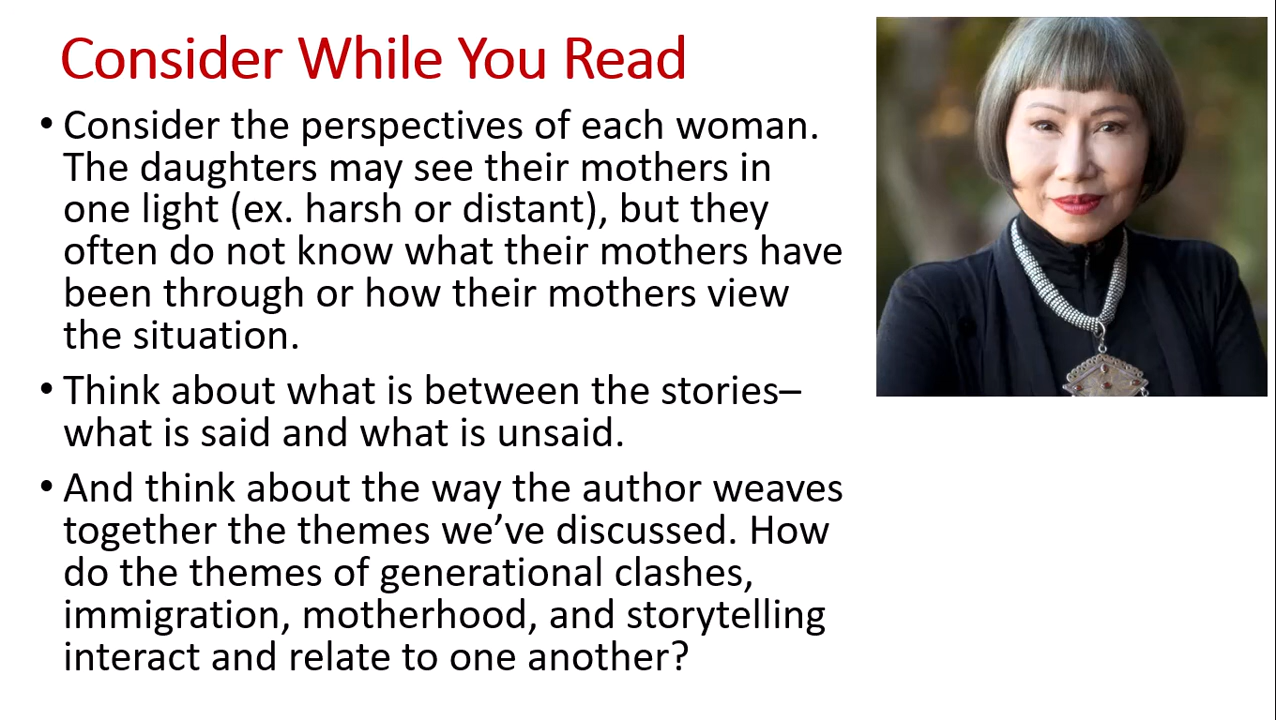 Consider While You Read
• Consider the perspectives of each woman.
The daughters may see their mothers in
one light (ex. harsh or distant), but they
often do not know what their mothers have
been through or how their mothers view
the situation.
• Think about what is between the stories–
what is said and what is unsaid.
• And think about the way the author weaves
together the themes we’ve discussed. How
do the themes of generational clashes,
immigration, motherhood, and storytelling
interact and relate to one another?